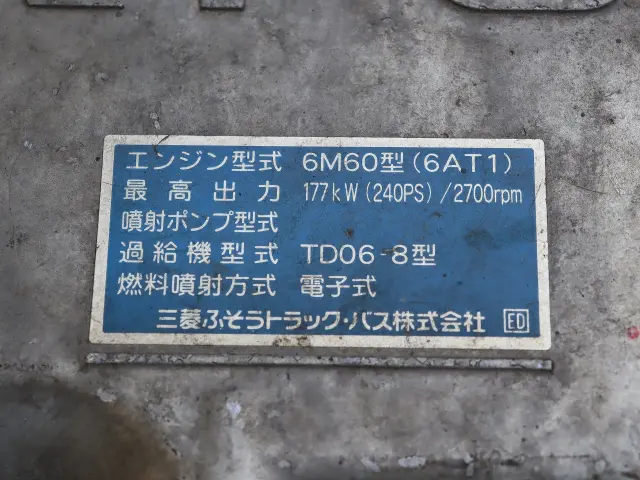 エンジン型式 6M60型(6AT1)
最高出力 177kW(240PS)/2700rpm
噴射ポンプ型式
過給機型式 TD06-8型
燃料噴射方式 電子式
三菱ふそうトラック・バス株式会社 ED